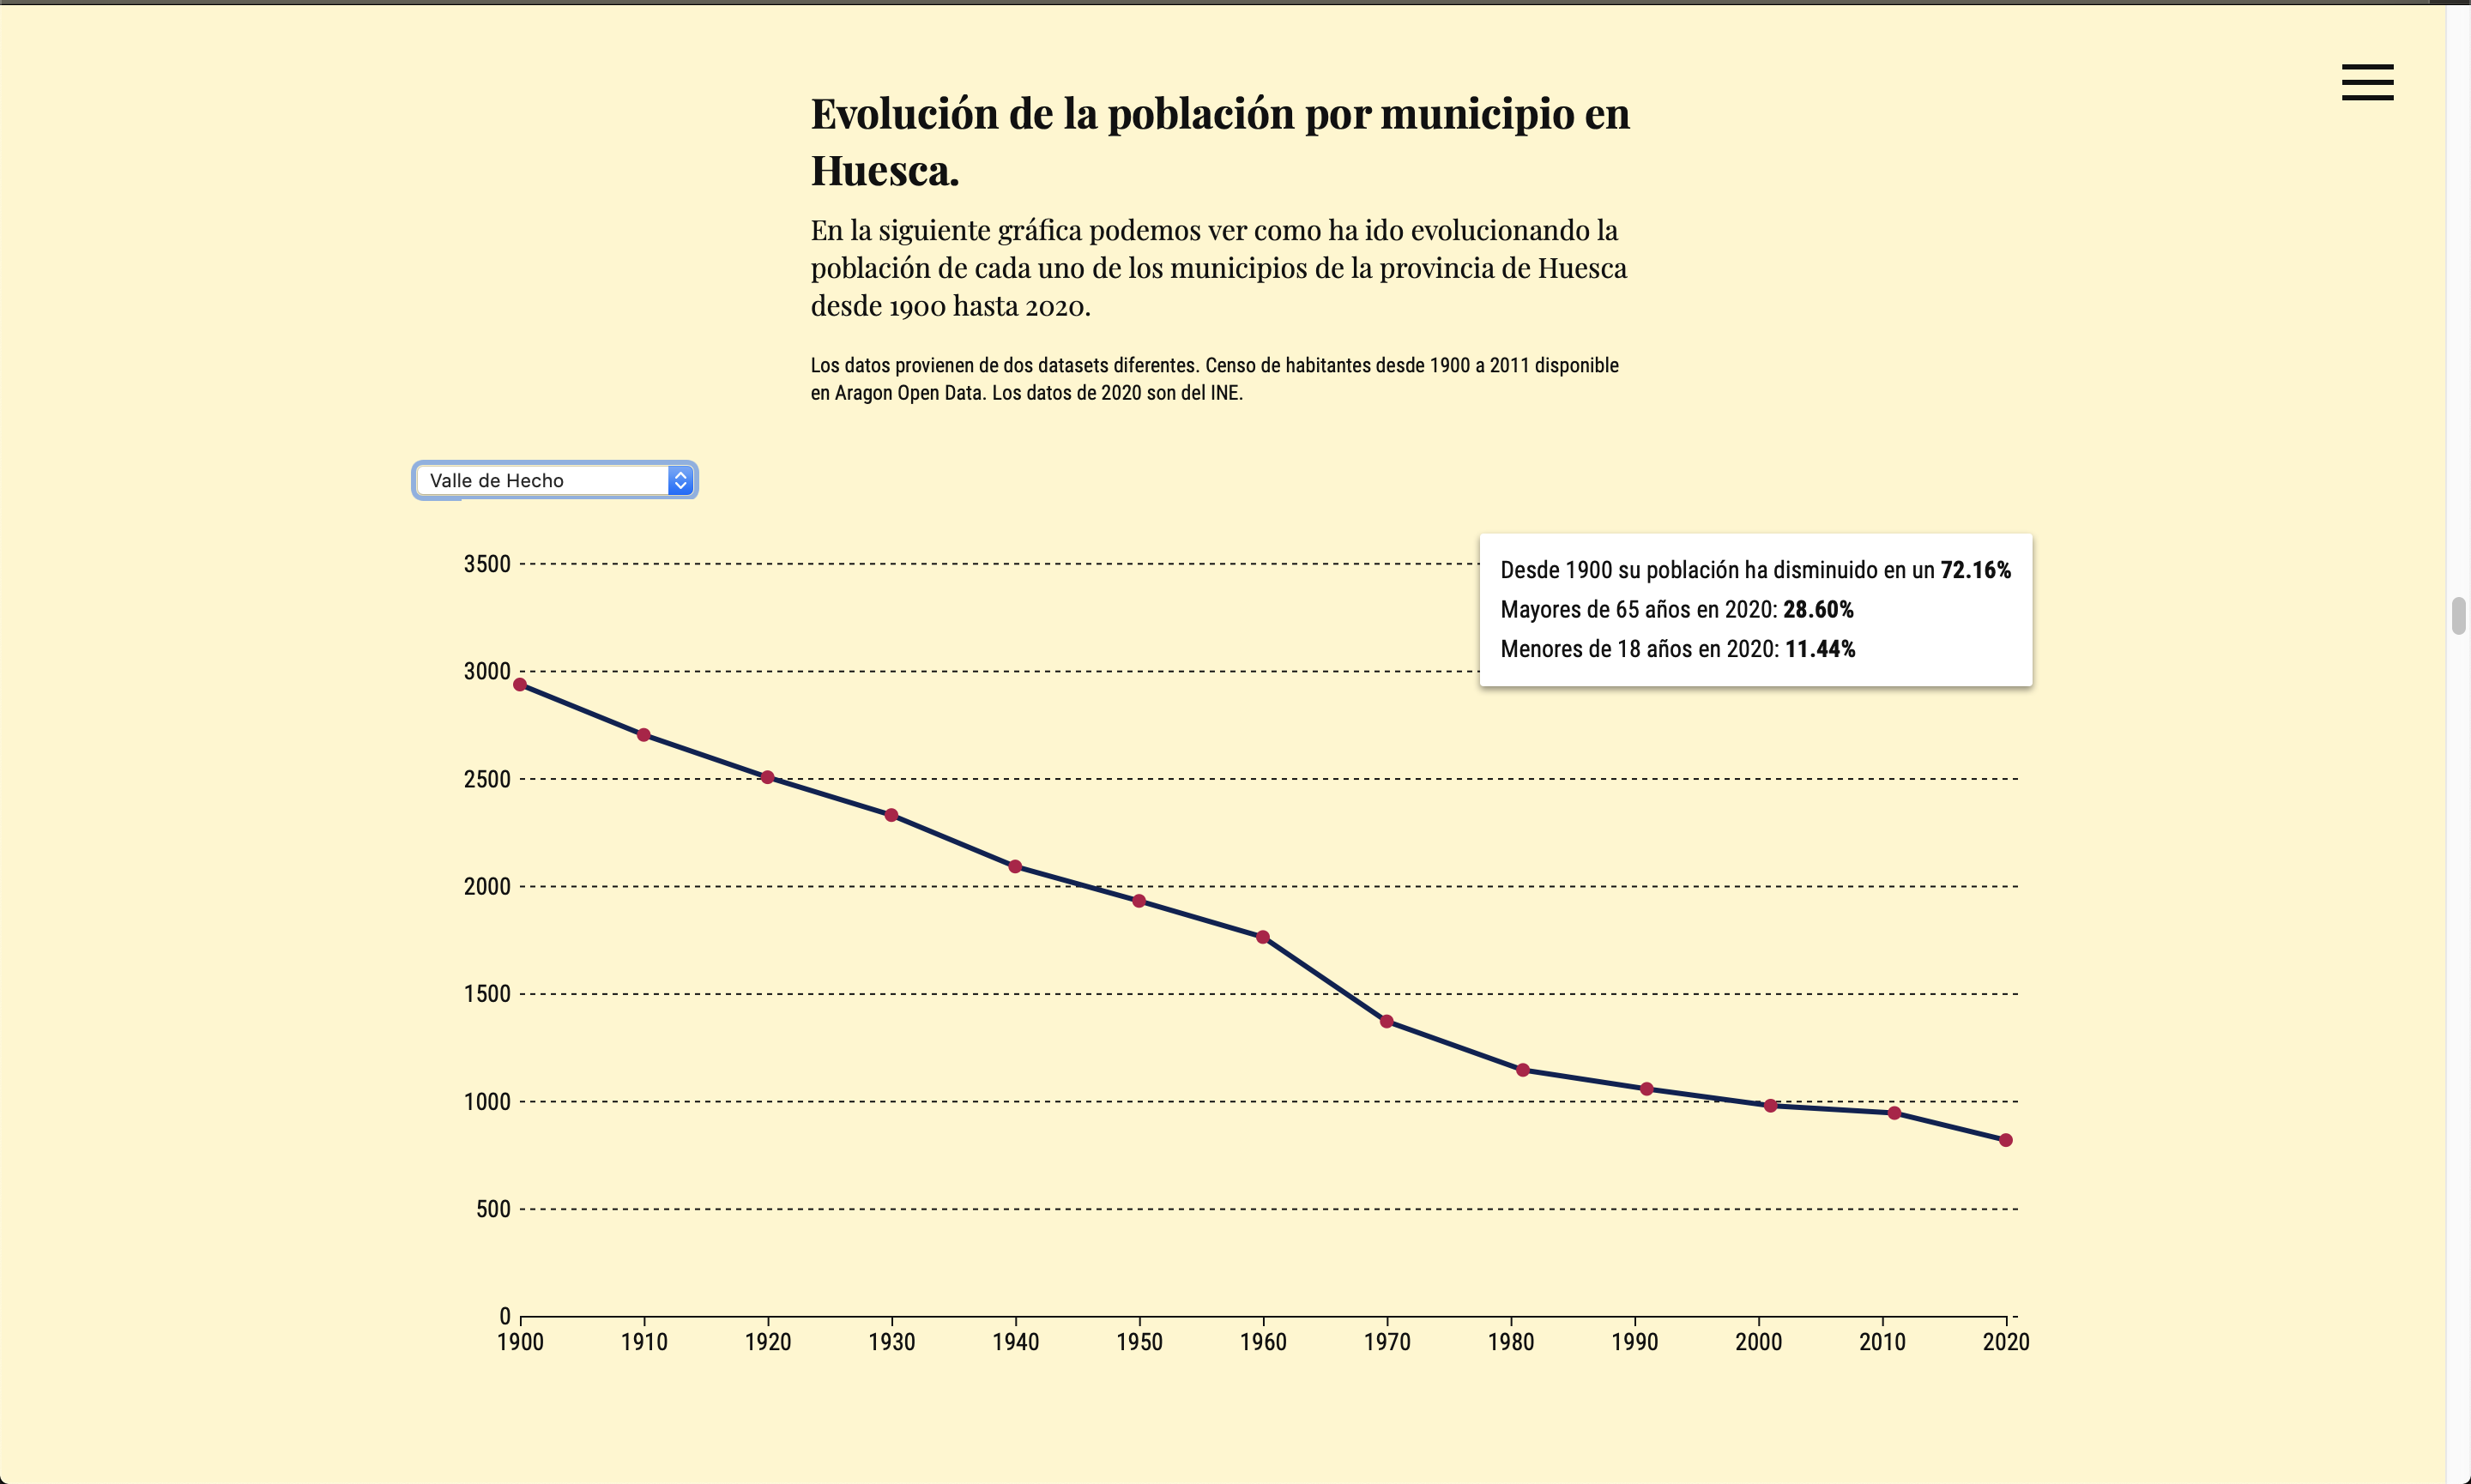 Evolución de la población por municipio en
Huesca.
En la siguiente gráfica podemos ver como ha ido evolucionando la
población de cada uno de los municipios de la provincia de Huesca
desde 1900 hasta 2020.
Los datos provienen de dos datasets diferentes. Censo de habitantes desde 1900 a 2011 disponible
en Aragon Open Data. Los datos de 2020 son del INE.
Valle de Hecho
Desde 1900 su población ha disminuido en un 72.16%
Mayores de 65 años en 2020: 28.60%
Menores de 18 años en 2020: 11.44%
3500
3000
2500
2000
1500
1000
500
0
1900 1910 1920 1930 1940 1950 1960 1970 1980 1990 2000 2010 2020